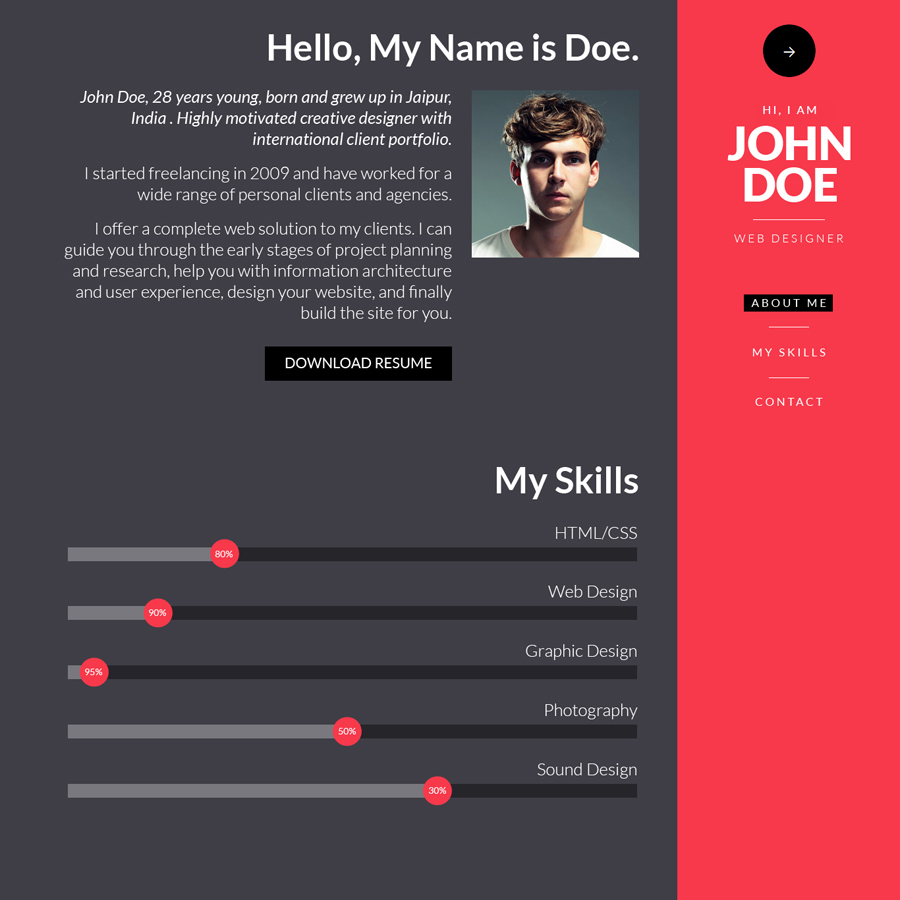 Hello, My Name is Doe.
John Doe, 28 years young, born and grew up in Jaipur,
India . Highly motivated creative designer with
international client portfolio.
I started freelancing in 2009 and have worked for a
wide range of personal clients and agencies.
I offer a complete web solution to my clients. I can
guide you through the early stages of project planning
and research, help you with information architecture
and user experience, design your website, and finally
build the site for you.
DOWNLOAD RESUME
My Skills
HTML/CSS
80%
Web Design
90%
Graphic Design
95%
Photography
50%
Sound Design
30%
HI, I AM
JOHN
DOE
WEB DESIGNER
ABOUT ME
MY SKILLS
CONTACT